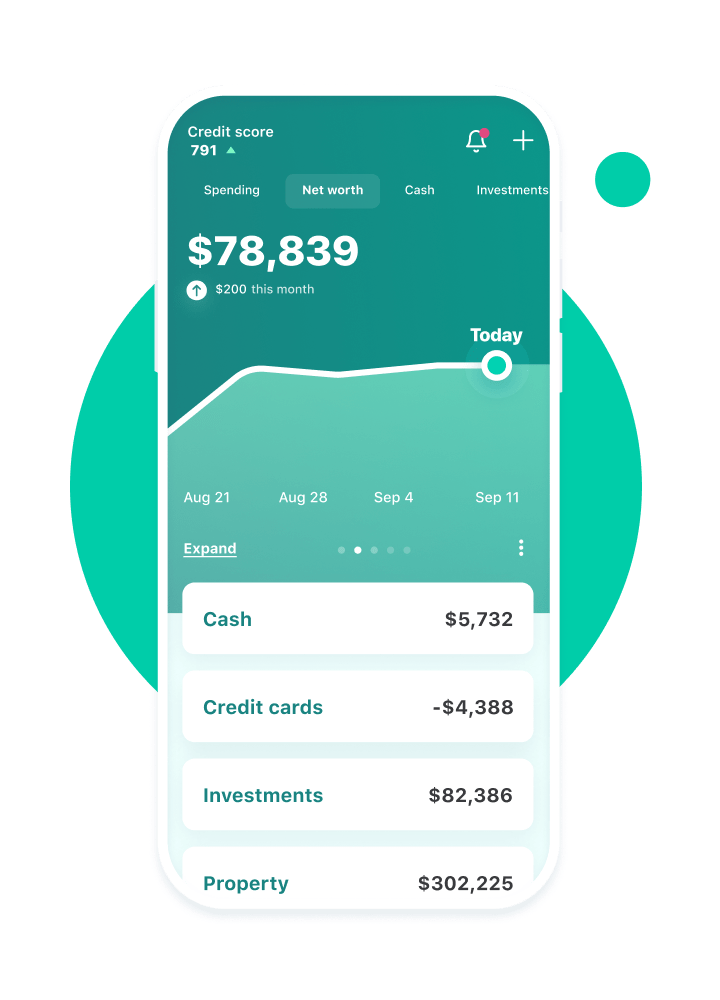 Credit score
791
Spending Net worth Cash Investments
$78,839
$200 this month
Today
Aug 21 Aug 28 Sep 4 Sep 11
Expand
Cash $5,732
Credit cards -$4,388
Investments $82,386
Property $302,225